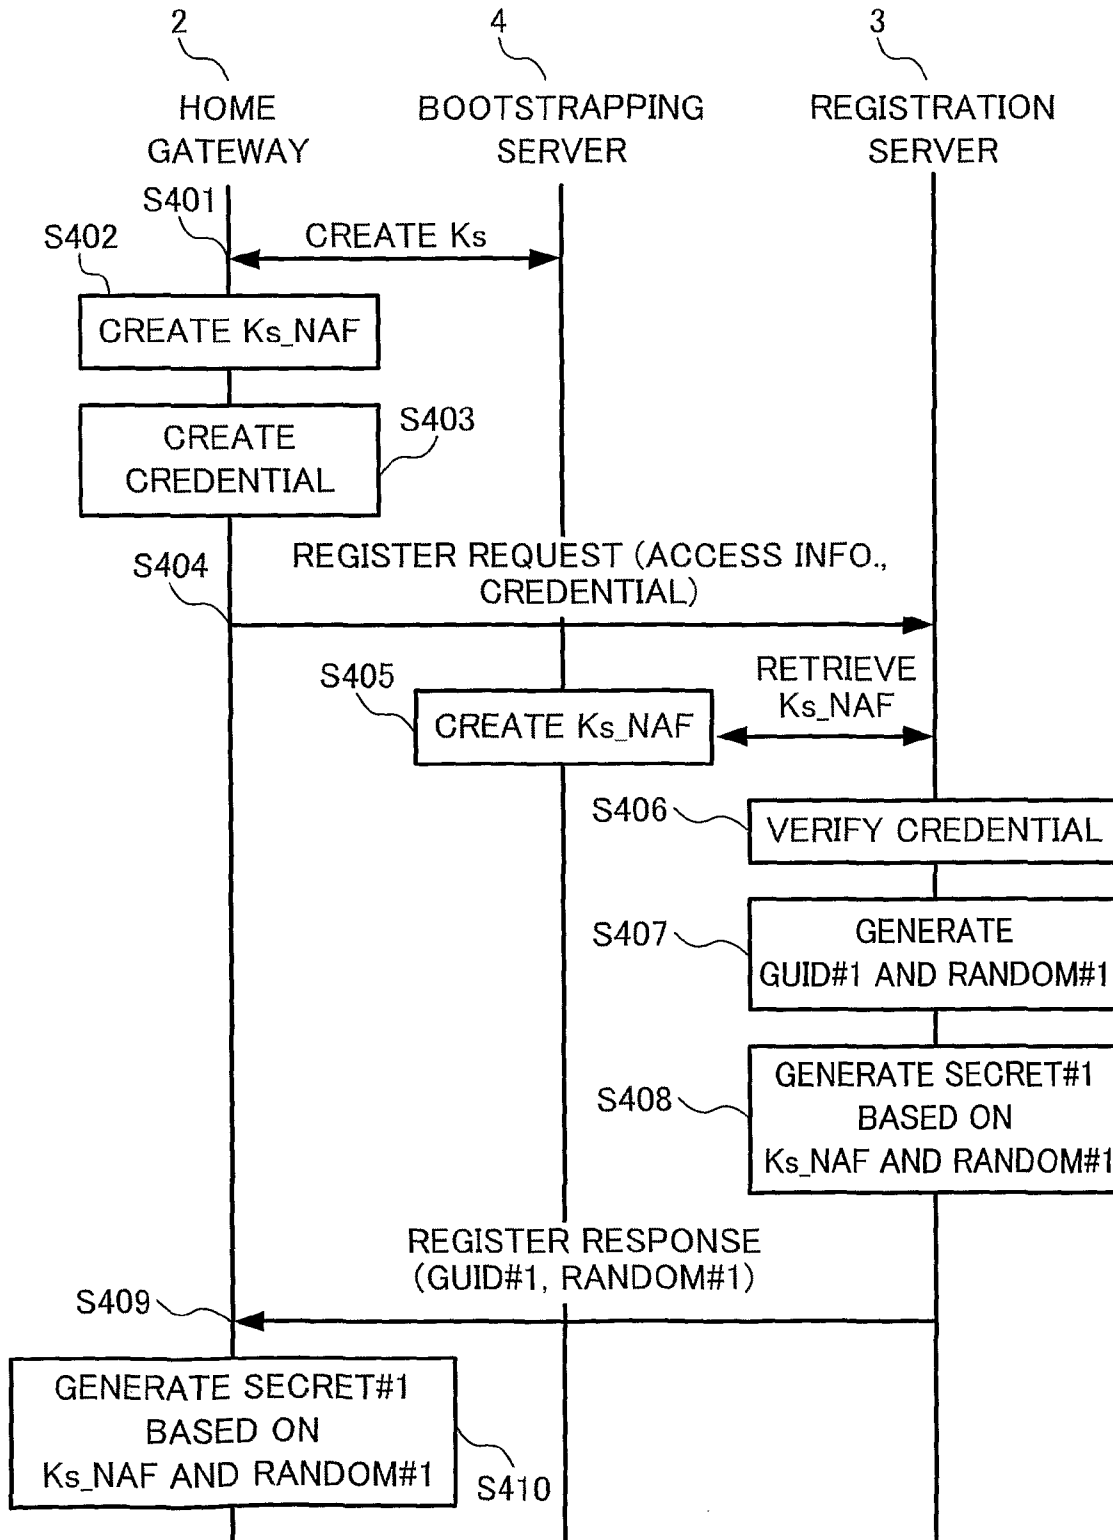 2
4
3
HOME
GATEWAY
BOOTSTRAPPING
SERVER
REGISTRATION
SERVER
S401
S402
CREATE Ks
CREATE Ks_NAF
S403
CREATE
CREDENTIAL
S404
REGISTER REQUEST (ACCESS INFO.,
CREDENTIAL)
S405
CREATE Ks_NAF
RETRIEVE
Ks_NAF
S406
VERIFY CREDENTIAL
S407
GENERATE
GUID#1 AND RANDOM#1
S408
GENERATE SECRET#1
BASED ON
Ks_NAF AND RANDOM#1
REGISTER RESPONSE
(GUID#1, RANDOM#1)
S409
GENERATE SECRET#1
BASED ON
Ks_NAF AND RANDOM#1
S410